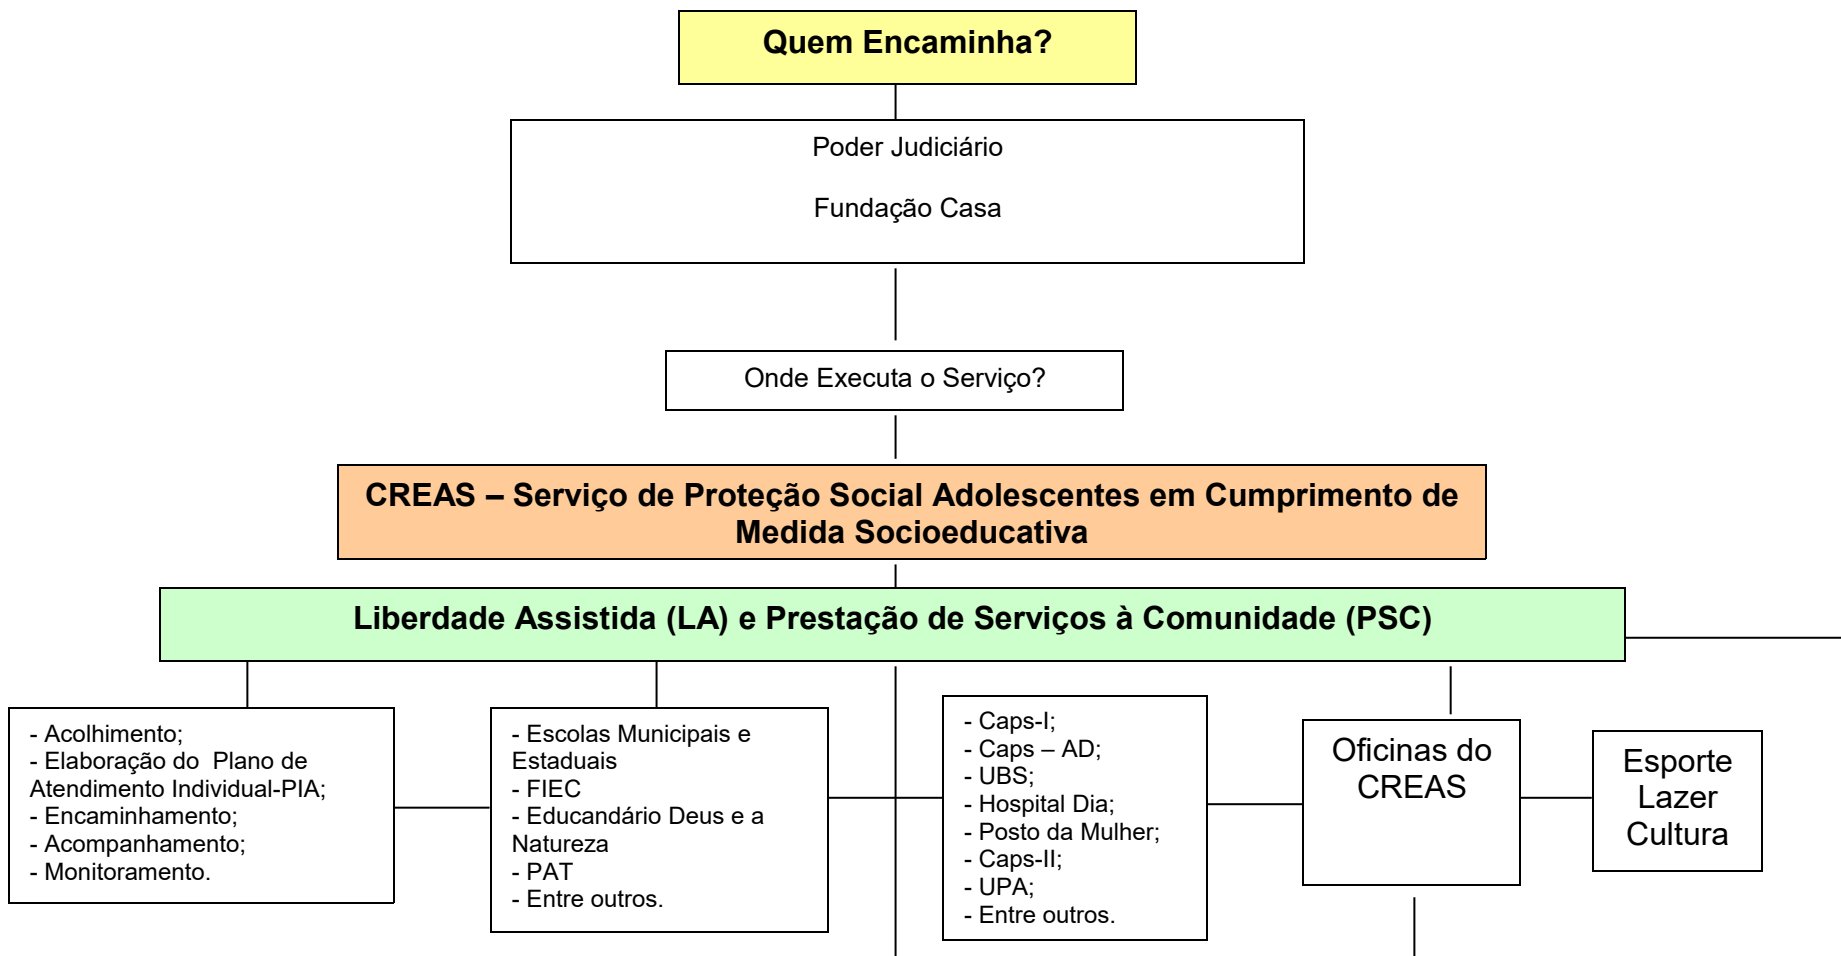 Quem Encaminha?
Poder Judiciário
Fundação Casa
Onde Executa o Serviço?
CREAS – Serviço de Proteção Social Adolescentes em Cumprimento de
Medida Socioeducativa
Liberdade Assistida (LA) e Prestação de Serviços à Comunidade (PSC)
- Acolhimento;
- Elaboração do Plano de
Atendimento Individual-PIA;
- Encaminhamento;
- Acompanhamento;
- Monitoramento.
- Escolas Municipais e
Estaduais
- FIEC
- Educandário Deus e a
Natureza
- PAT
- Entre outros.
- Caps-I;
- Caps – AD;
- UBS;
- Hospital Dia;
- Posto da Mulher;
- Caps-II;
- UPA;
- Entre outros.
Oficinas do
CREAS
Esporte
Lazer
Cultura